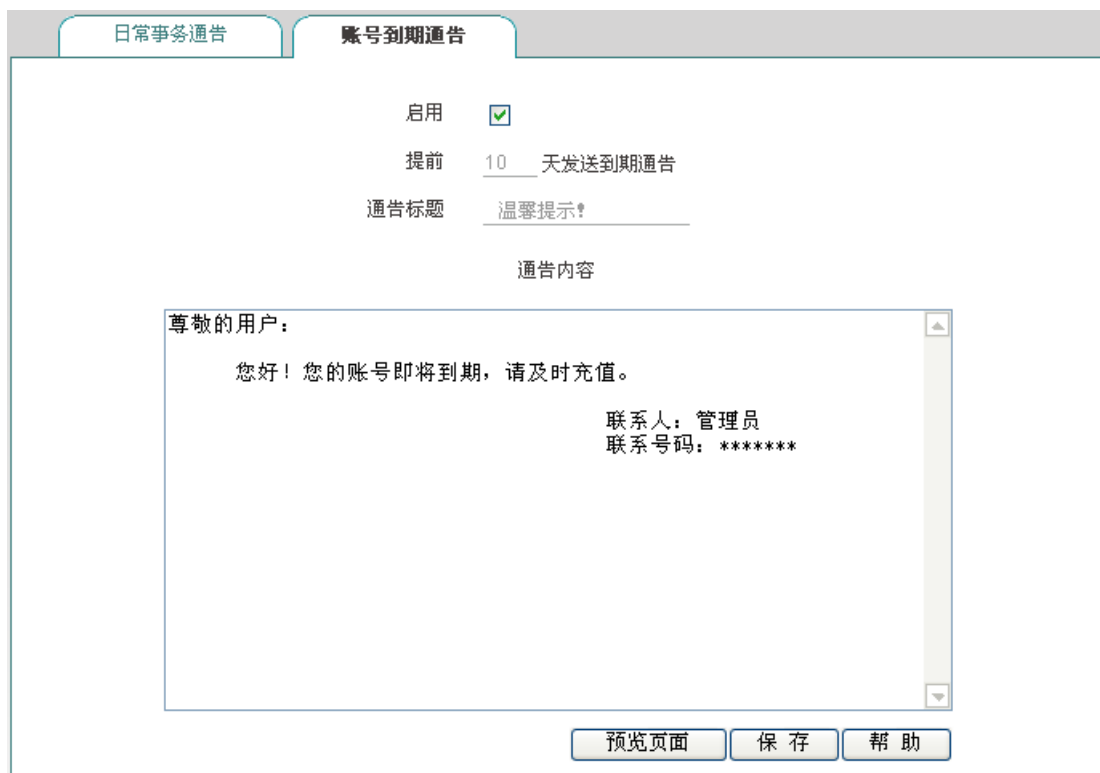 日常事务通告 账号到期通告
启用
提前 10 天发送到期通告
通告标题 温馨提示!
通告内容
尊敬的用户:
您好!您的账号即将到期,请及时充值。
联系人:管理员
联系号码:*******
预览页面 保存 帮助